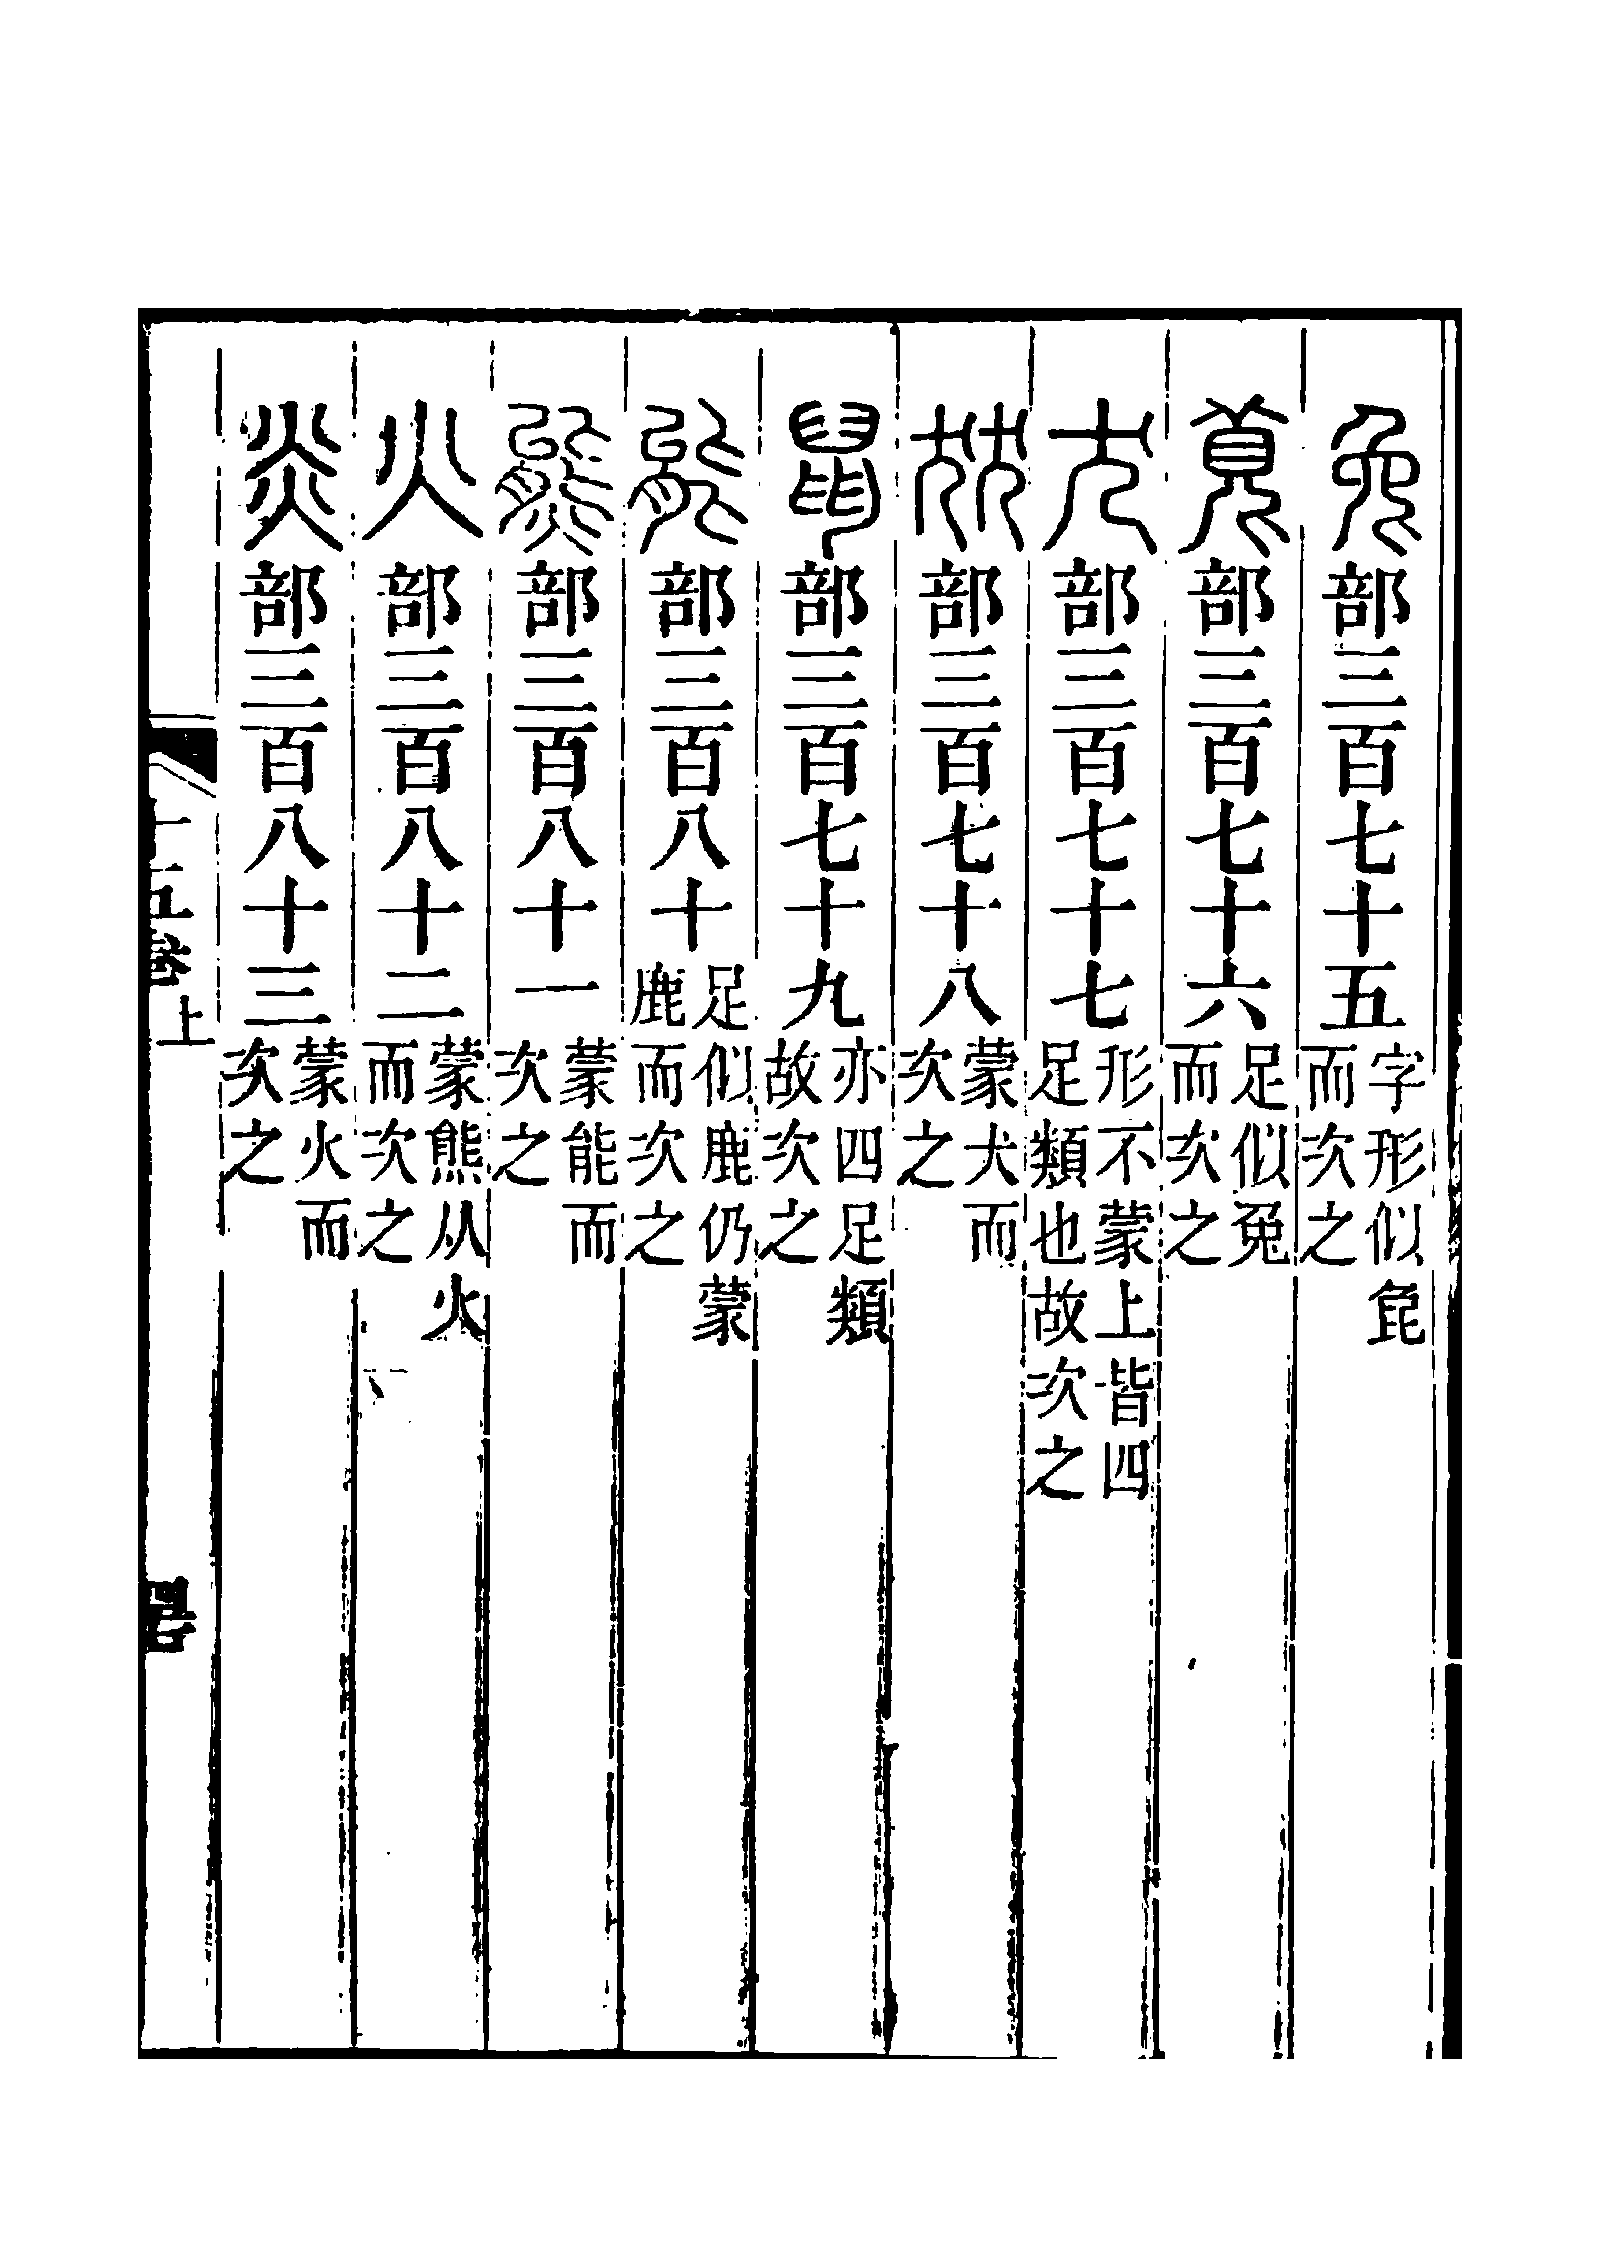 兔部三百七十五字形似㲋而次之
萈部三百七十六足似兔而次之
犬部三百七十七形不蒙上皆四足類也故次之
㹜部三百七十八蒙犬而次之
鼠部三百七十九亦四足類故次之
能部三百八十足似鹿仍蒙鹿而次之
熊部三百八十一蒙能而次之
火部三百八十二蒙熊从火而次之
炎部三百八十三蒙火而次之
十五卷上